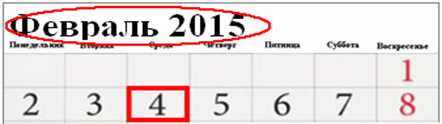 Февраль 2015
Понедельник Вторник Среда Четверг Пятница Суббота Воскресенье
1
2 3 4 5 6 7 8